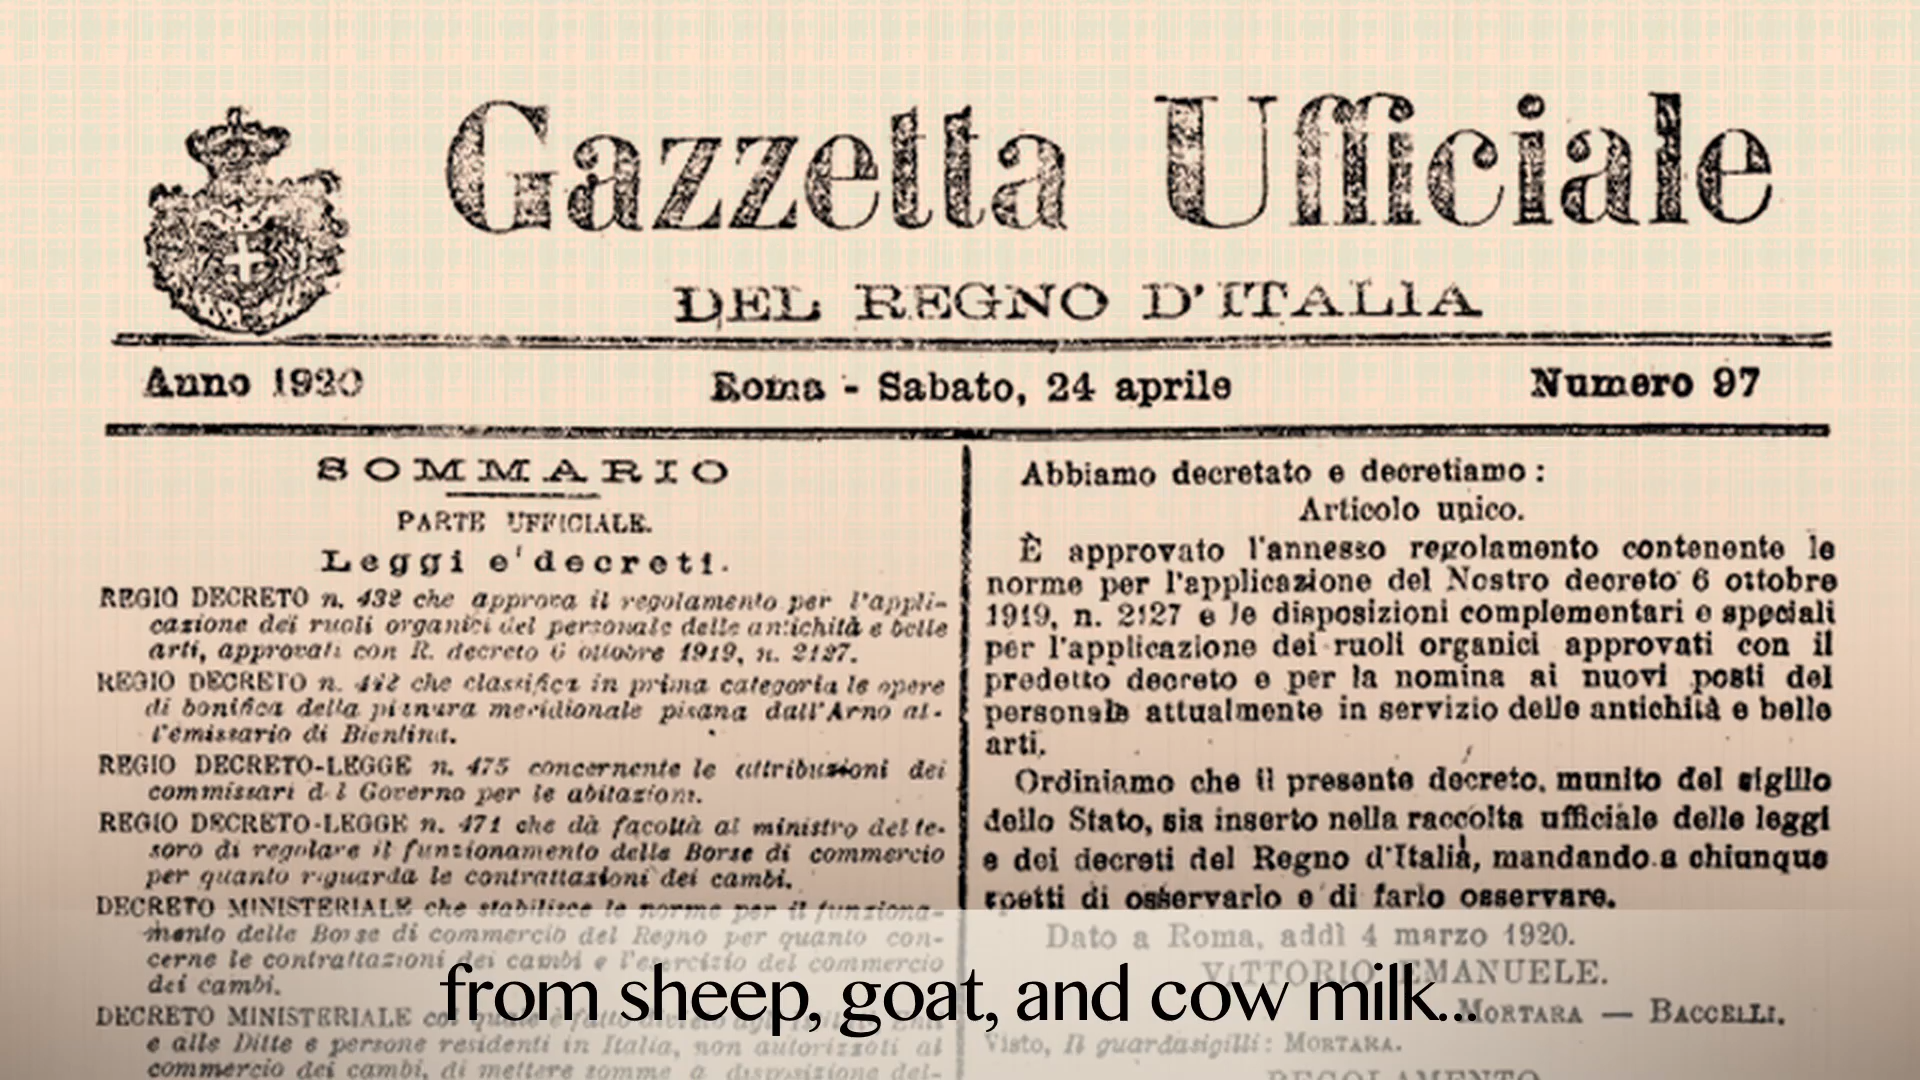 Gazzetta Ufficiale
DEL REGNO D'ITALIA
Anno 1920
Roma - Sabato, 24 aprile
Numero 97
SOMMARIO
PARTE UFFICIALE.
Leggi e decreti.
REGIO DECRETO n. 432 che approva il regolamento per l'appli-
cazione dei ruoli organici del personale delle antichità e belle
arti, approvati con R. decreto 6 ottobre 1919, n. 2127.
REGIO DECRETO n. che classifica in prima categoria le opere
di bonifica della pianura meridionale pisana dall'Arno al-
l'emissario di Bientina.
REGIO DECRETO-LEGGE n. 475 concernente le attribuzioni dei
commissari del Governo per le abitazioni.
REGIO DECRETO-LEGGE n. 471 che dà facoltà al ministro del te-
soro di regolare il funzionamento delle Borse di commercio
per quanto riguarda le contrattazioni dei cambi.
DECRETO MINISTERIALE che stabilisce le norme per il funziona-
mento delle Borse di commercio del Regno per quanto con-
cerne le contrattazioni dei cambi e l'esercizio del commercio
dei cambi.
DECRETO MINISTERIALE col quale è fatto divieto agli Enti
e alle Ditte e persone residenti in Italia, non autorizzati al
commercio dei cambi, di mettere somme a disposizione del-
Abbiamo decretato e decretiamo :
Articolo unico.
È approvato l'annesso regolamento contenente le
norme per l'applicazione del Nostro decreto 6 ottobre
1919, n. 2127 e le disposizioni complementari e speciali
per l'applicazione dei ruoli organici approvati con il
predetto decreto e per la nomina ai nuovi posti del
personale attualmente in servizio delle antichità e belle
arti.
Ordiniamo che il presente decreto, munito del sigillo
dello Stato, sia inserto nella raccolta ufficiale delle leggi
e dei decreti del Regno d'Italia, mandando a chiunque
spetti di osservarlo e di farlo osservare.
Dato a Roma, addì 4 marzo 1920.
VITTORIO EMANUELE.
MORTARA — BACCELLI.
Visto, Il guardasigilli: MORTARA.
REGOLAMENTO
from sheep, goat, and cow milk...